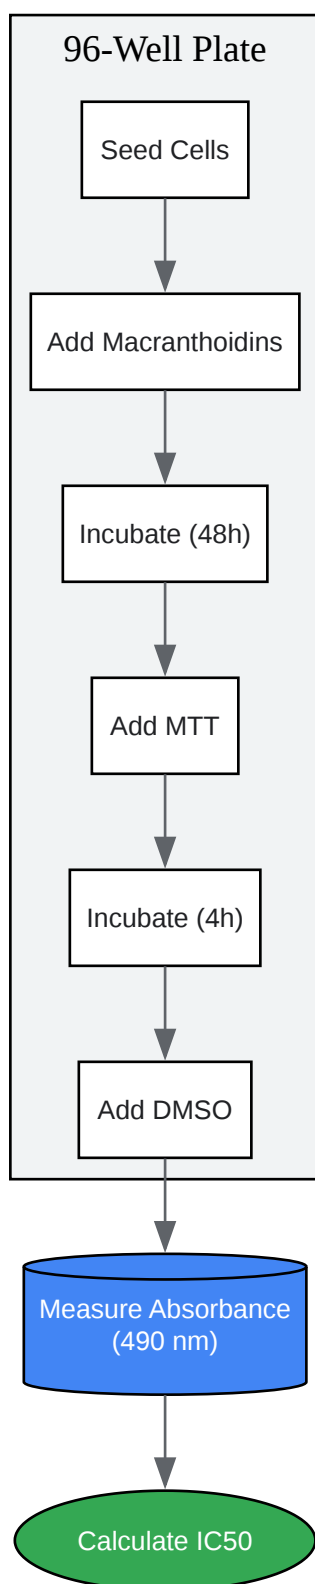 96-Well Plate
Seed Cells
Add Macranthoidins
Incubate (48h)
Add MTT
Incubate (4h)
Add DMSO
Measure Absorbance
(490 nm)
Calculate IC50